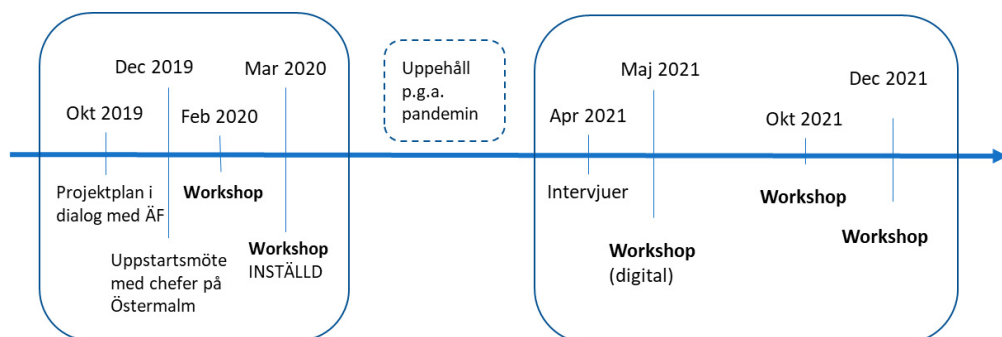 Okt 2019
Projektplan i
dialog med ÄF
Dec 2019
Uppstartsmöte
med chefer på
Östermalm
Feb 2020
Workshop
Mar 2020
Workshop
INSTÄLLD
Uppehåll
p.g.a.
pandemin
Apr 2021
Intervjuer
Maj 2021
Workshop
(digital)
Okt 2021
Workshop
Dec 2021
Workshop